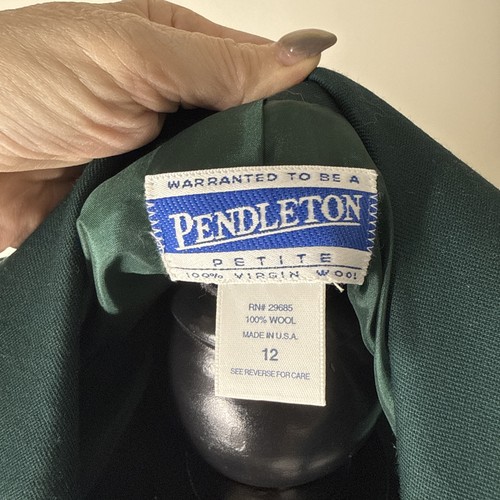 WARRANTED TO BE A
PENDLETON
PETITE
100% VIRGIN WOOL
RN# 29685
100% WOOL
MADE IN U.S.A.
12
SEE REVERSE FOR CARE